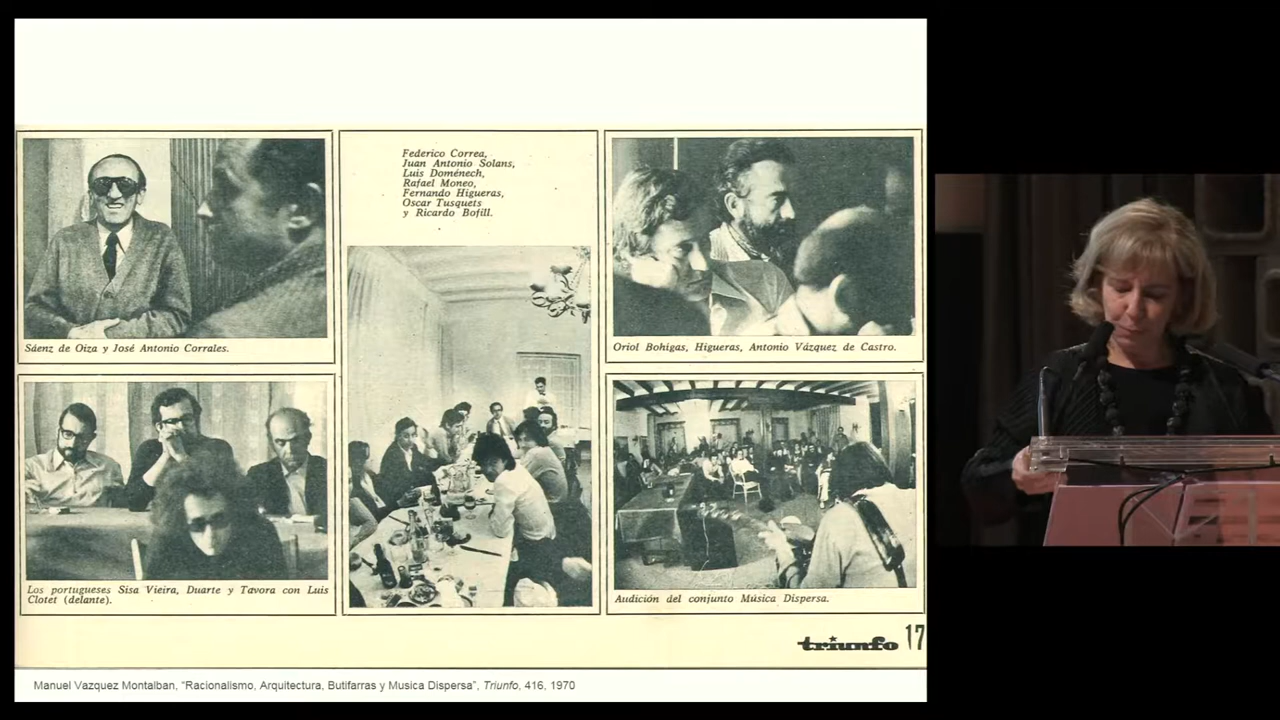 Sáenz de Oiza y José Antonio Corrales.
Federico Correa,
Juan Antonio Solans,
Luis Doménech,
Rafael Moneo,
Fernando Higueras,
Oscar Tusquets
y Ricardo Bofill.
Oriol Bohigas, Higueras, Antonio Vázquez de Castro.
Los portugueses Sisa Vieira, Duarte y Tavora con Luis
Clotet (delante).
Audición del conjunto Música Dispersa.
triunfo 17
Manuel Vazquez Montalban, “Racionalismo, Arquitectura, Butifarras y Musica Dispersa”, Triunfo, 416, 1970